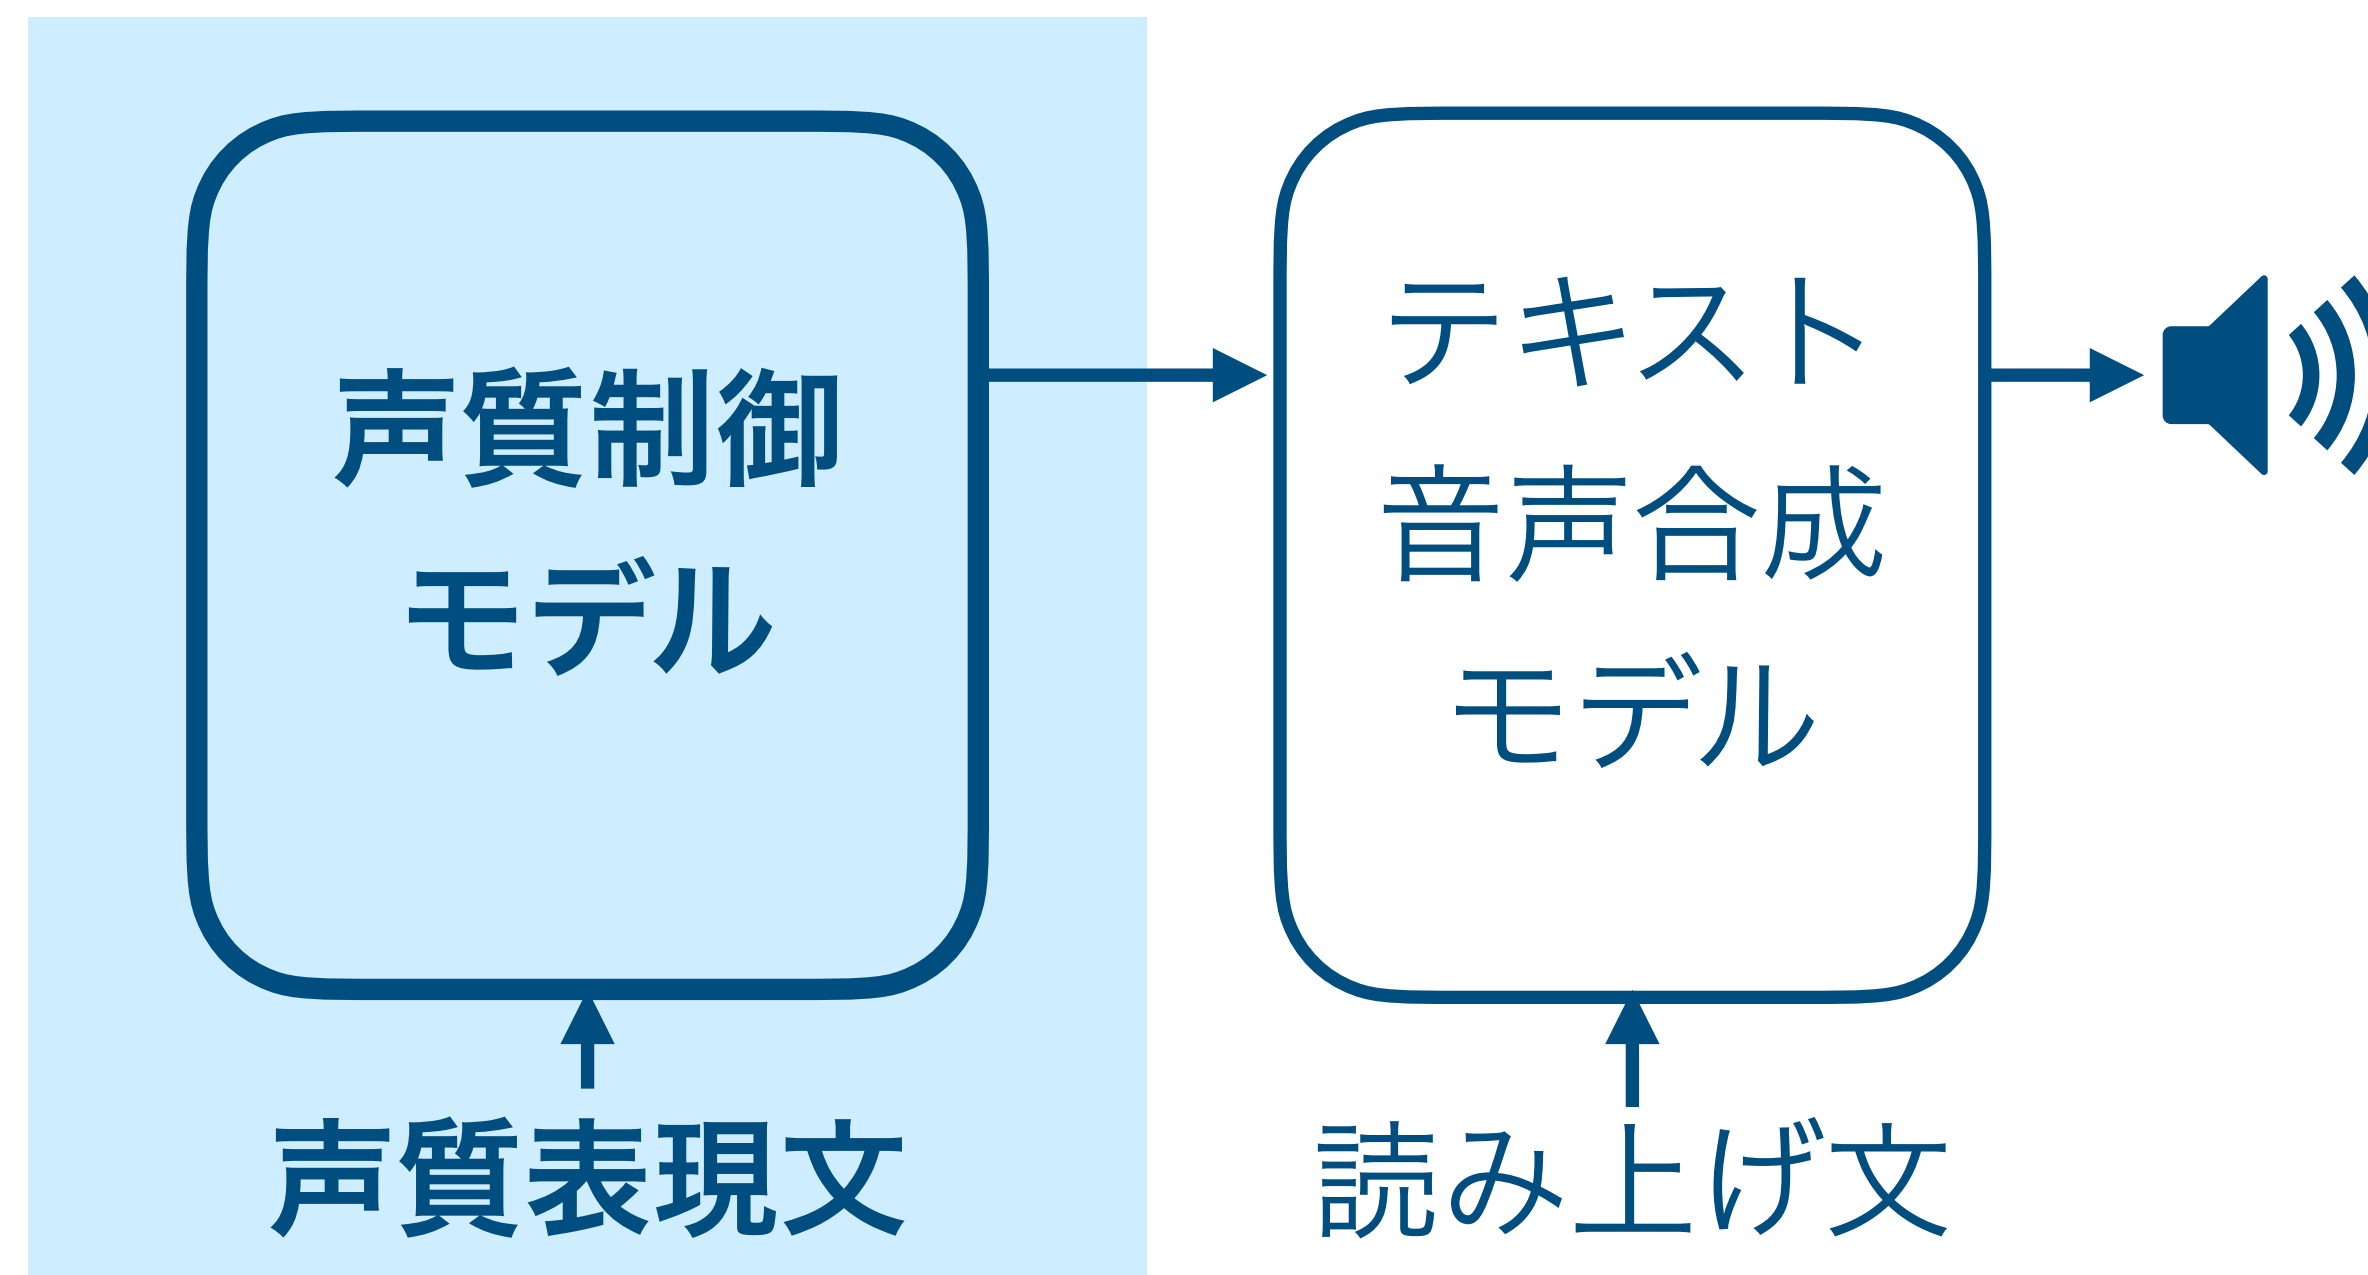 声質制御
モデル
声質表現文
テキスト
音声合成
モデル
読み上げ文